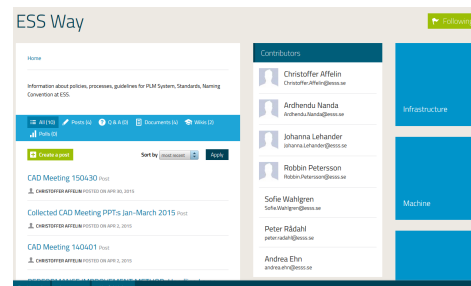 ESS Way
Following
Home
Information about policies, processes, guidelines for PLM System, Standards, Naming
Convention at ESS.
All (10) Posts (4) Q & A (0) Documents (4) Wikis (2)
Polls (0)
Create a post
Sort by most recent Apply
CAD Meeting 150430 Post
CHRISTOFFER AFFELIN POSTED ON APR 30, 2015
Collected CAD Meeting PPT:s Jan-March 2015 Post
CHRISTOFFER AFFELIN POSTED ON APR 2, 2015
CAD Meeting 140401 Post
CHRISTOFFER AFFELIN POSTED ON APR 2, 2015
Contributors
Christoffer Affelin
Christoffer.Affelin@esss.se
Ardhendu Nanda
Ardhendu.Nanda@esss.se
Johanna Lehander
Johanna.Lehander@esss.se
Robbin Petersson
Robbin.Petersson@esss.se
Sofie Wahlgren
Sofie.Wahlgren@esss.se
Peter Rådahl
peter.radahl@esss.se
Andrea Ehn
andrea.ehn@esss.se
Infrastructure
Machine